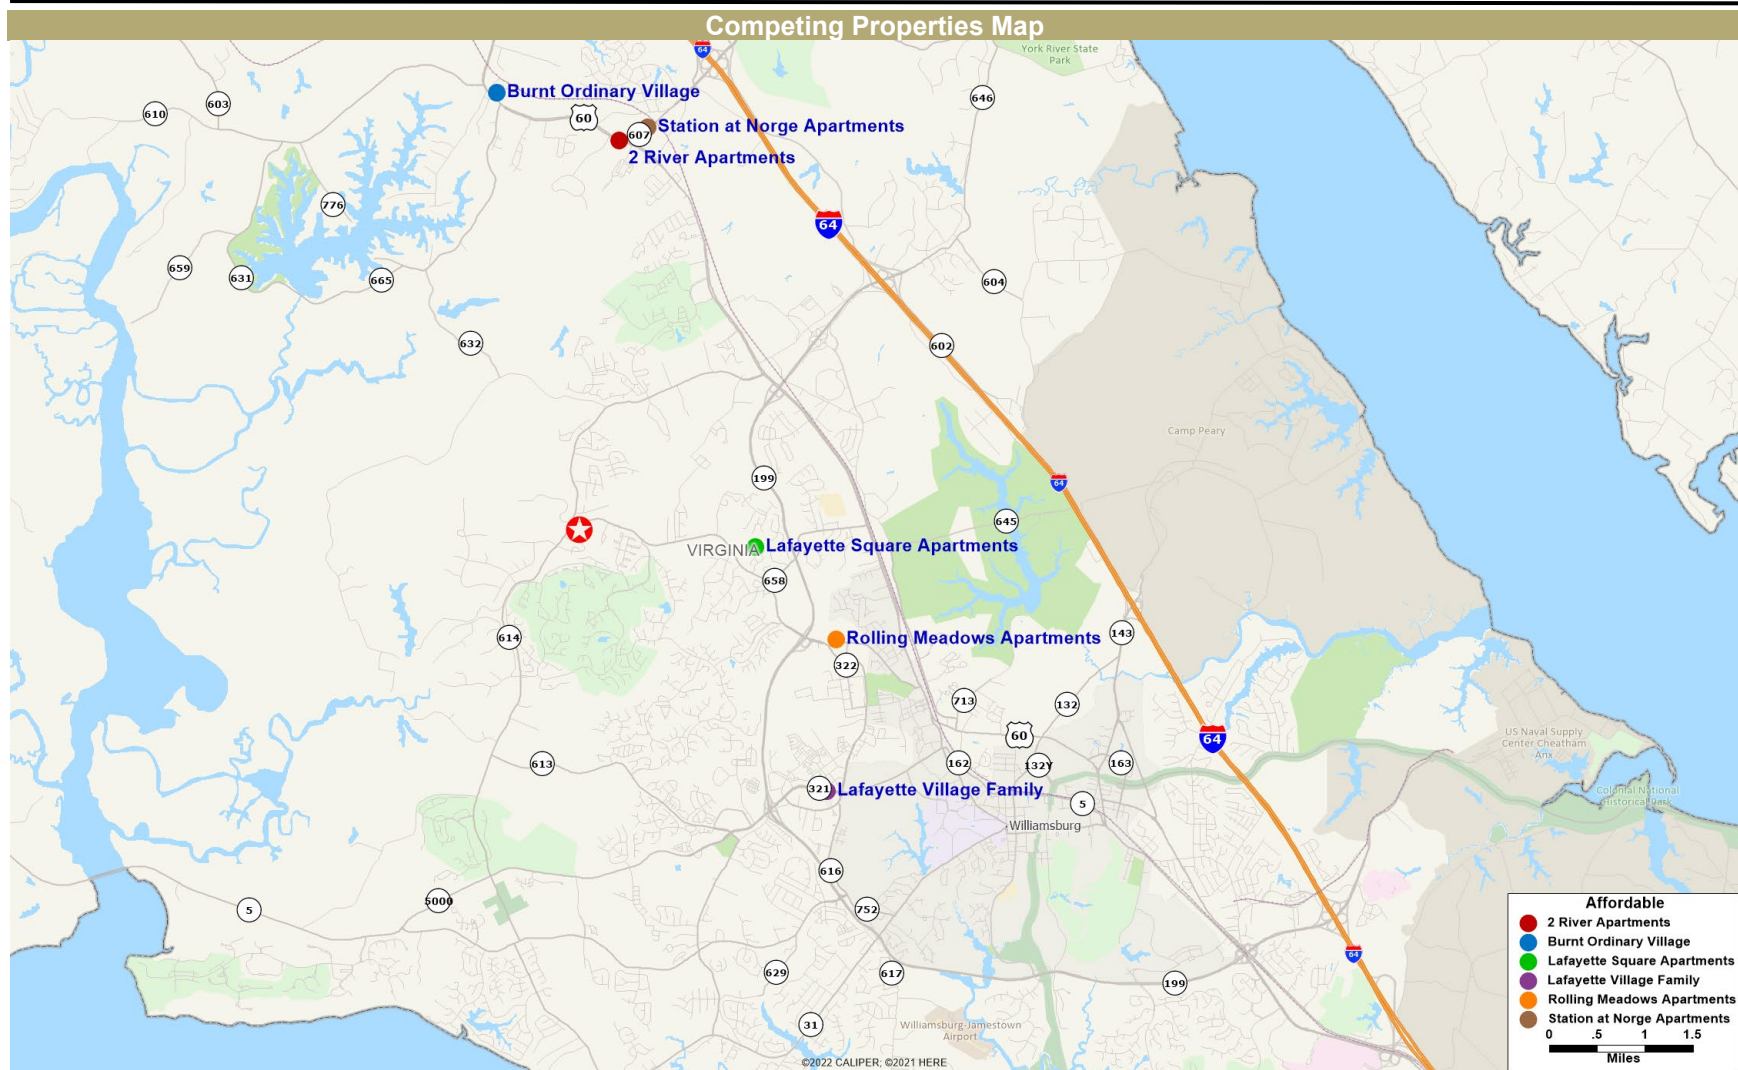 Competing Properties Map
64
York River State
Park
Burnt Ordinary Village
603
610
646
60
Station at Norge Apartments
607
2 River Apartments
776
64
659
631
665
604
632
602
Camp Peary
199
64
645
VIRGINIA
Lafayette Square Apartments
658
614
Rolling Meadows Apartments
143
322
713
132
60
64
US Naval Supply
Center Cheatham
Anx
613
162
132Y
163
321
Lafayette Village Family
5
Colonial National
Historical Park
Williamsburg
616
5
5000
752
64
629
617
199
31
Williamsburg-Jamestown
Airport
©2022 CALIPER; ©2021 HERE
Affordable
2 River Apartments
Burnt Ordinary Village
Lafayette Square Apartments
Lafayette Village Family
Rolling Meadows Apartments
Station at Norge Apartments
0 .5 1 1.5
Miles